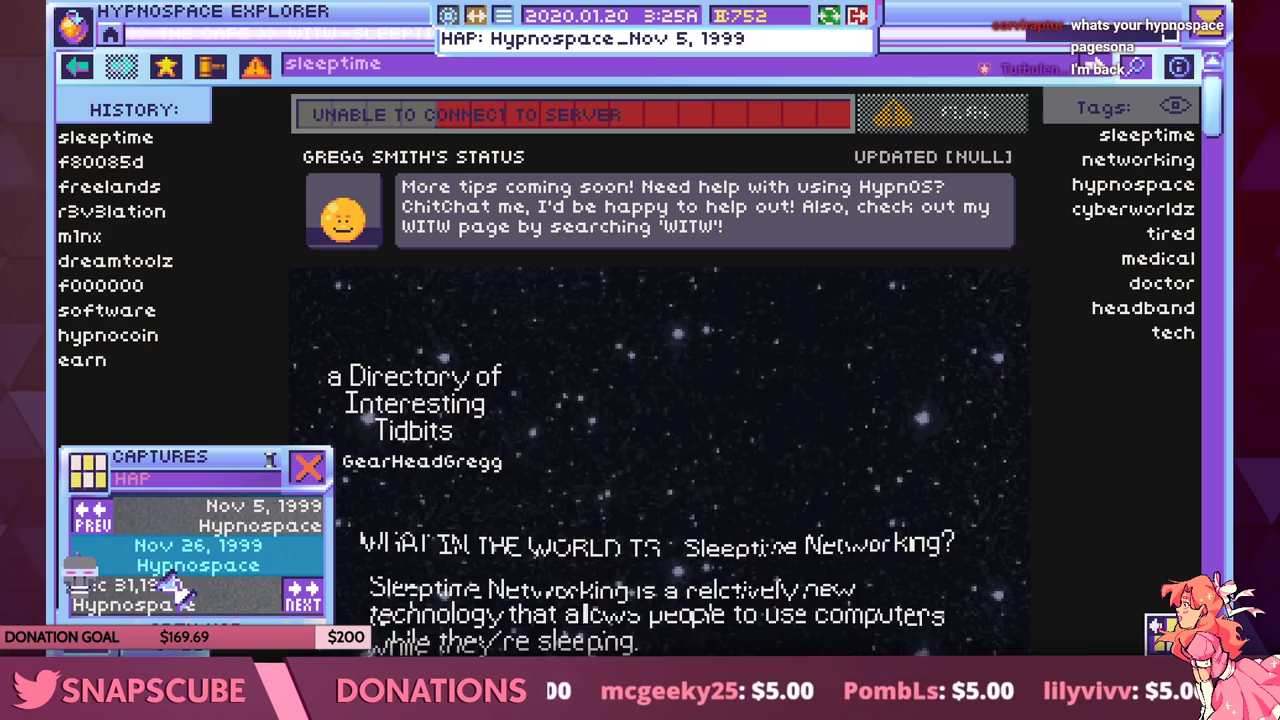 HYPNOSPACE EXPLORER
2020.01.20 3:25A
752
HAP: Hypnospace_Nov 5, 1999
whats your hypnospace
pagesona
I'm back
sleeptime
HISTORY:
sleeptime
f80085d
freelands
r3v3lation
m1nx
dreamtoolz
f000000
software
hypnocoin
earn
UNABLE TO CONNECT TO SERVER
GREGG SMITH'S STATUS
UPDATED [NULL]
More tips coming soon! Need help with using HypnOS?
ChitChat me, I'd be happy to help out! Also, check out my
WITW page by searching 'WITW'!
Tags:
sleeptime
networking
hypnospace
cyberworldz
tired
medical
doctor
headband
tech
a Directory of
Interesting
Tidbits
GearHeadGregg
WHAT IN THE WORLD IS Sleeptime Networking?
Sleeptime Networking is a relatively new
technology that allows people to use computers
while they're sleeping.
CAPTURES
HAP
PREV
Nov 5, 1999
Hypnospace
Nov 26, 1999
Hypnospace
Hypnospace
NEXT
DONATION GOAL
$169.69
$200
SNAPSCUBE
DONATIONS
00
mcgeeky25: $5.00
PombLs: $5.00
lilyvivv: $5.0